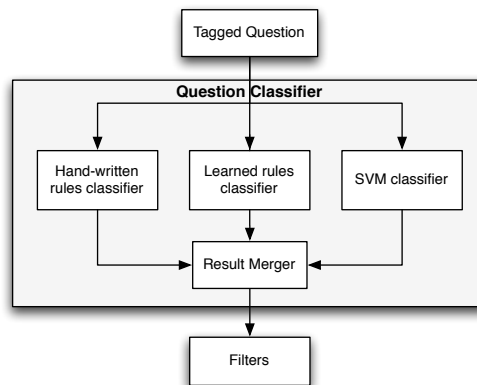 Tagged Question
Question Classifier
Hand-written
rules classifier
Learned rules
classifier
SVM classifier
Result Merger
Filters